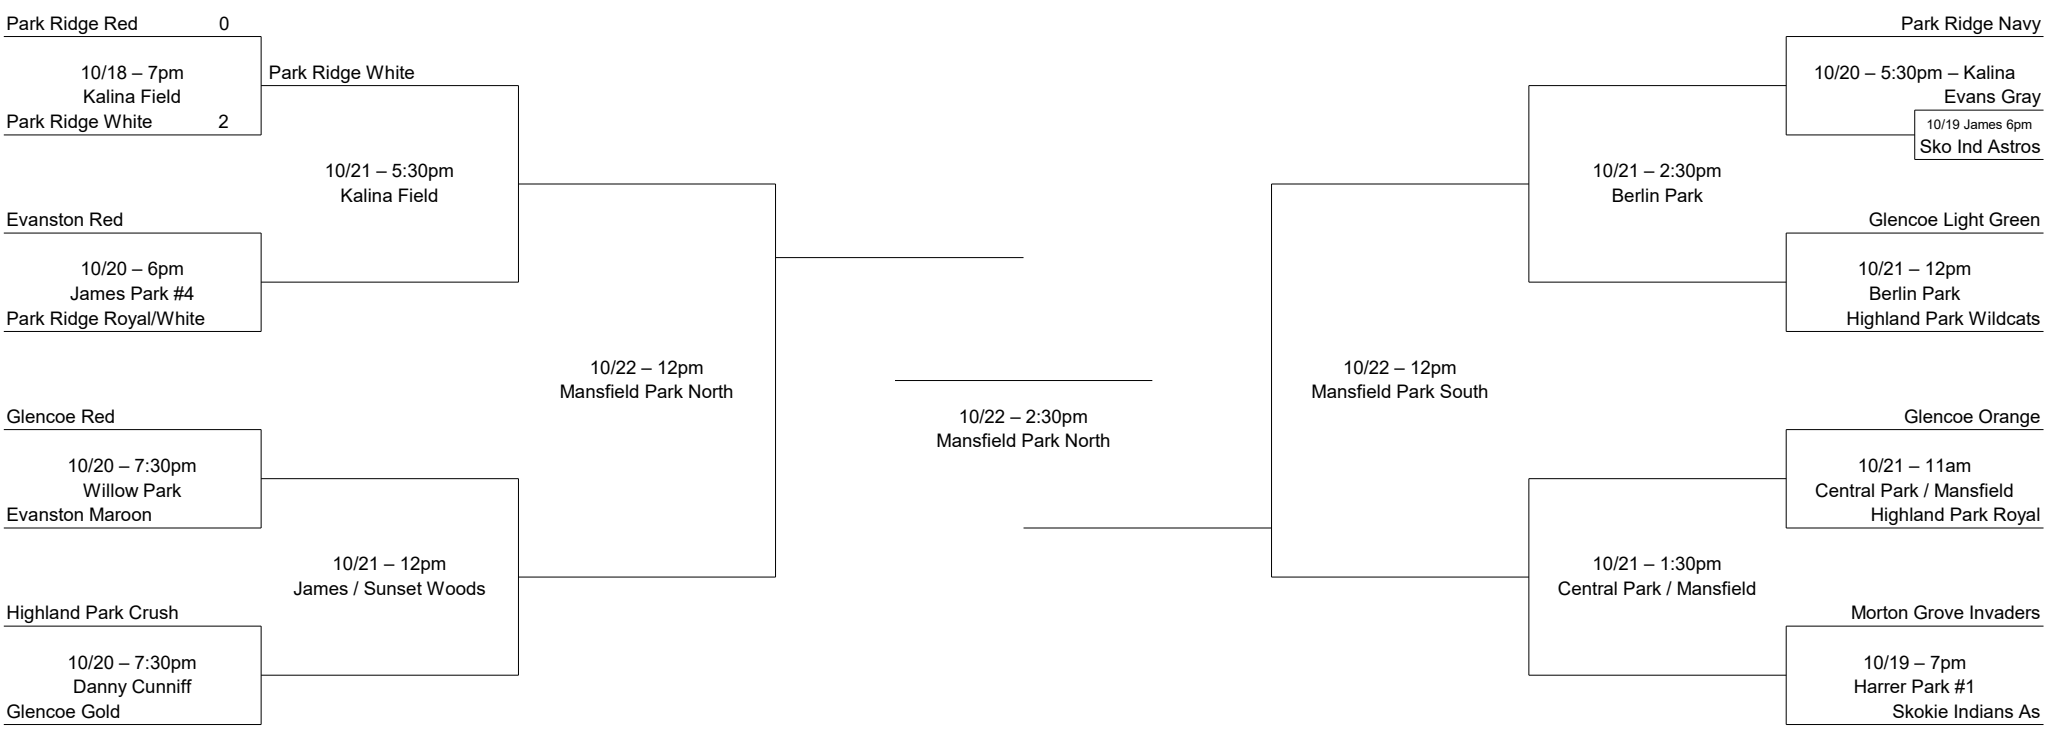 Park Ridge Red 0
10/18 – 7pm
Kalina Field
Park Ridge White 2
Park Ridge White
10/21 – 5:30pm
Kalina Field
Evanston Red
10/20 – 6pm
James Park #4
Park Ridge Royal/White
10/22 – 12pm
Mansfield Park North
Glencoe Red
10/20 – 7:30pm
Willow Park
Evanston Maroon
10/21 – 12pm
James / Sunset Woods
Highland Park Crush
10/20 – 7:30pm
Danny Cunniff
Glencoe Gold
10/22 – 2:30pm
Mansfield Park North
Park Ridge Navy
10/20 – 5:30pm – Kalina
Evans Gray
10/19 James 6pm
Sko Ind Astros
10/21 – 2:30pm
Berlin Park
Glencoe Light Green
10/21 – 12pm
Berlin Park
Highland Park Wildcats
10/22 – 12pm
Mansfield Park South
Glencoe Orange
10/21 – 11am
Central Park / Mansfield
Highland Park Royal
10/21 – 1:30pm
Central Park / Mansfield
Morton Grove Invaders
10/19 – 7pm
Harrer Park #1
Skokie Indians As